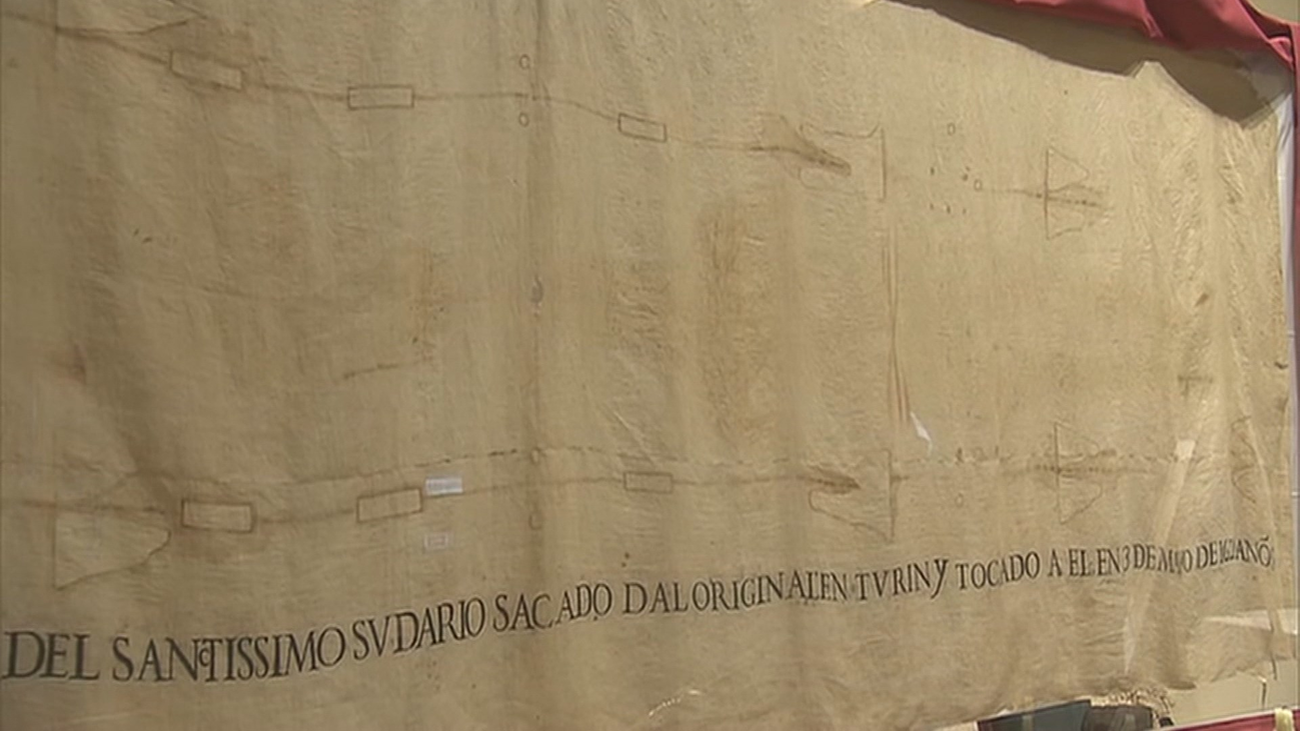 DEL SANTISSIMO SVDARIO SACADO DAL ORIGINAL EN TVRIN Y TOCADO A EL EN 3 DE MAYO DE